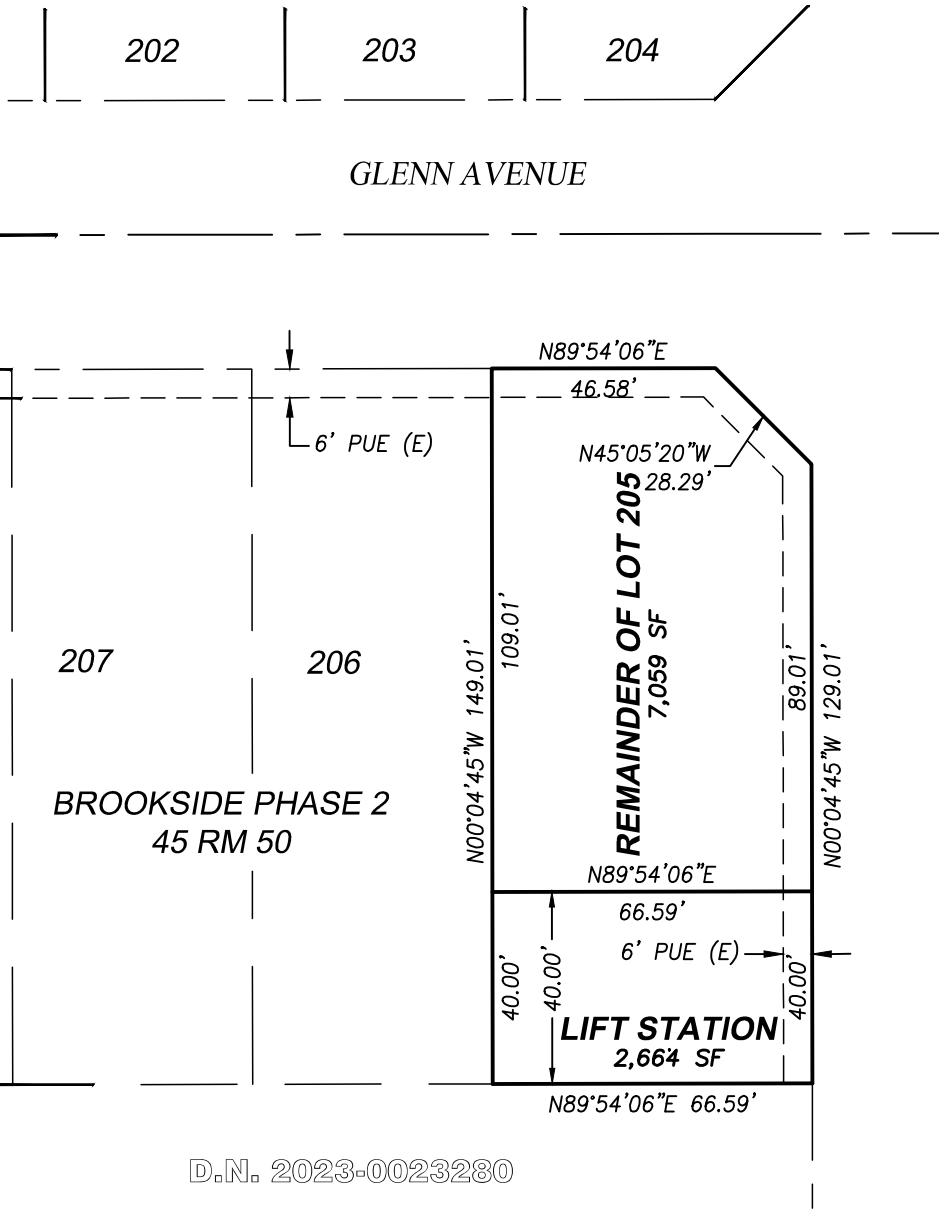 202
203
204
GLENN AVENUE
N89°54'06"E
46.58'
6' PUE (E)
N45°05'20"W
28.29'
REMAINDER OF LOT 205
7,059 SF
109.01'
N00°04'45"W 149.01'
89.01'
N00°04'45"W 129.01'
207
206
BROOKSIDE PHASE 2
45 RM 50
N89°54'06"E
66.59'
6' PUE (E)
40.00'
40.00'
40.00'
LIFT STATION
2,664 SF
N89°54'06"E 66.59'
D.N. 2023-0023280